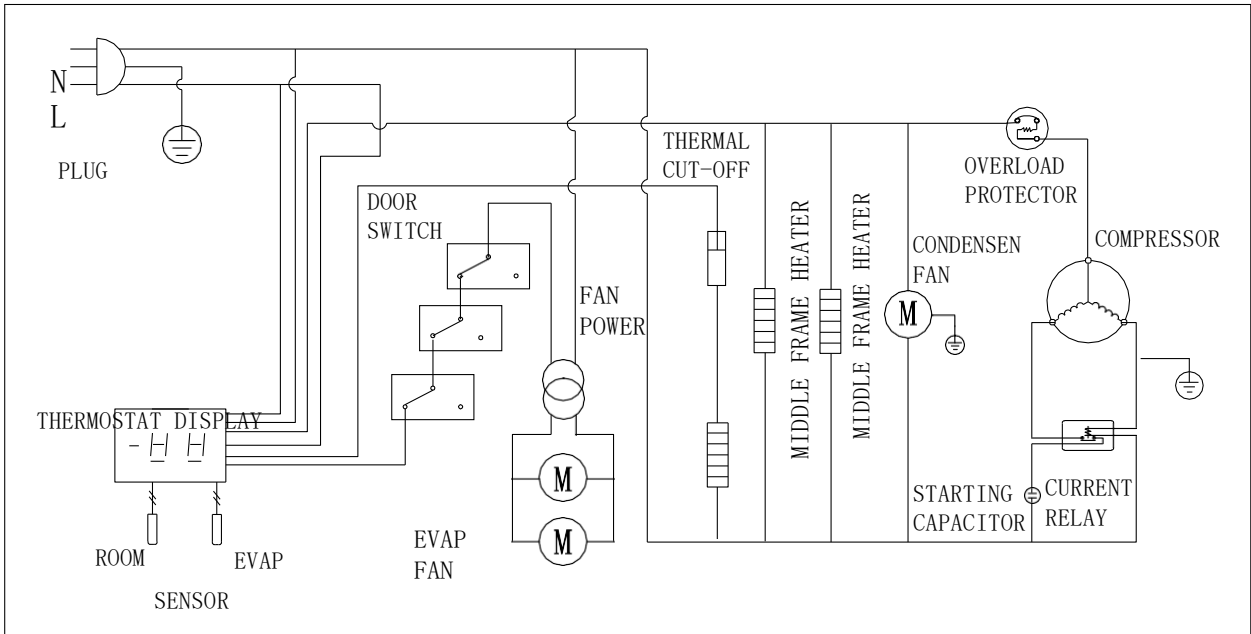 N
L
PLUG
THERMAL
CUT-OFF
OVERLOAD
PROTECTOR
DOOR
SWITCH
MIDDLE FRAME HEATER
MIDDLE FRAME HEATER
CONDENSEN
FAN
COMPRESSOR
FAN
POWER
M
THERMOSTAT DISPLAY
-H H
M
M
STARTING
CAPACITOR
CURRENT
RELAY
ROOM
EVAP
EVAP
FAN
SENSOR